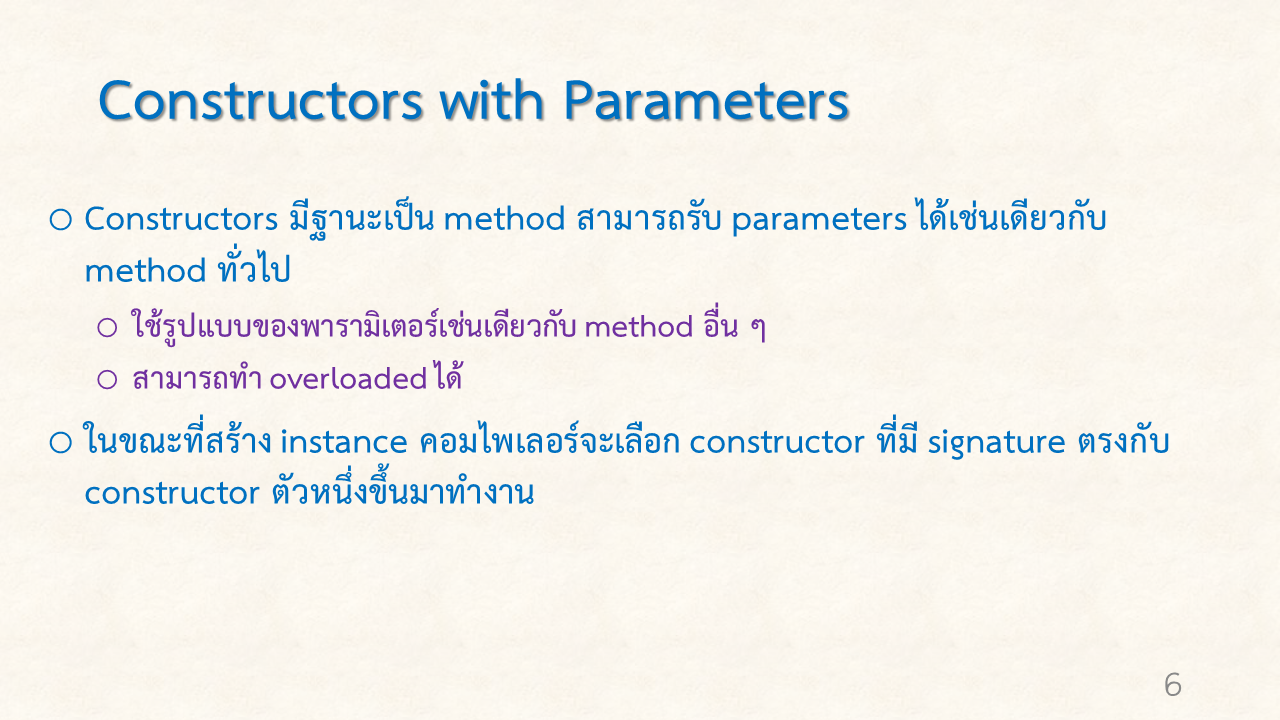 Constructors with Parameters
Constructors มีฐานะเป็น method สามารถรับ parameters ได้เช่นเดียวกับ
method ทั่วไป
ใช้รูปแบบของพารามิเตอร์เช่นเดียวกับ method อื่น ๆ
สามารถทำ overloaded ได้
ในขณะที่สร้าง instance คอมไพเลอร์จะเลือก constructor ที่มี signature ตรงกับ
constructor ตัวหนึ่งขึ้นมาทำงาน
6